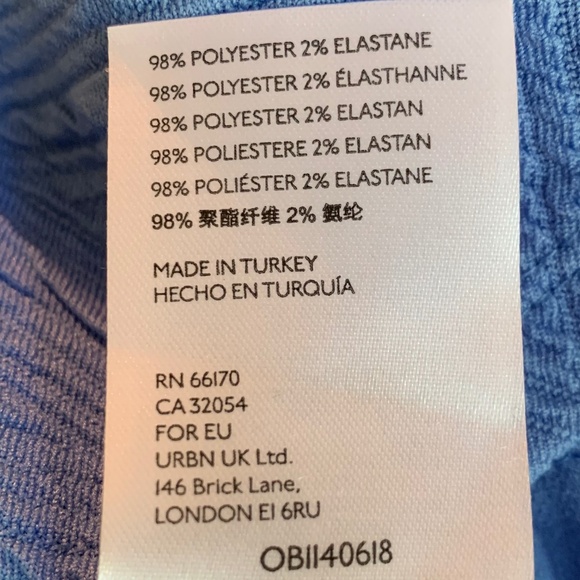 98% POLYESTER 2% ELASTANE
98% POLYESTER 2% ÉLASTHANNE
98% POLYESTER 2% ELASTAN
98% POLIESTERE 2% ELASTAN
98% POLIÉSTER 2% ELASTANE
98% 聚酯纤维 2% 氨纶
MADE IN TURKEY
HECHO EN TURQUÍA
RN 66170
CA 32054
FOR EU
URBN UK Ltd.
146 Brick Lane,
LONDON E1 6RU
OB1140618